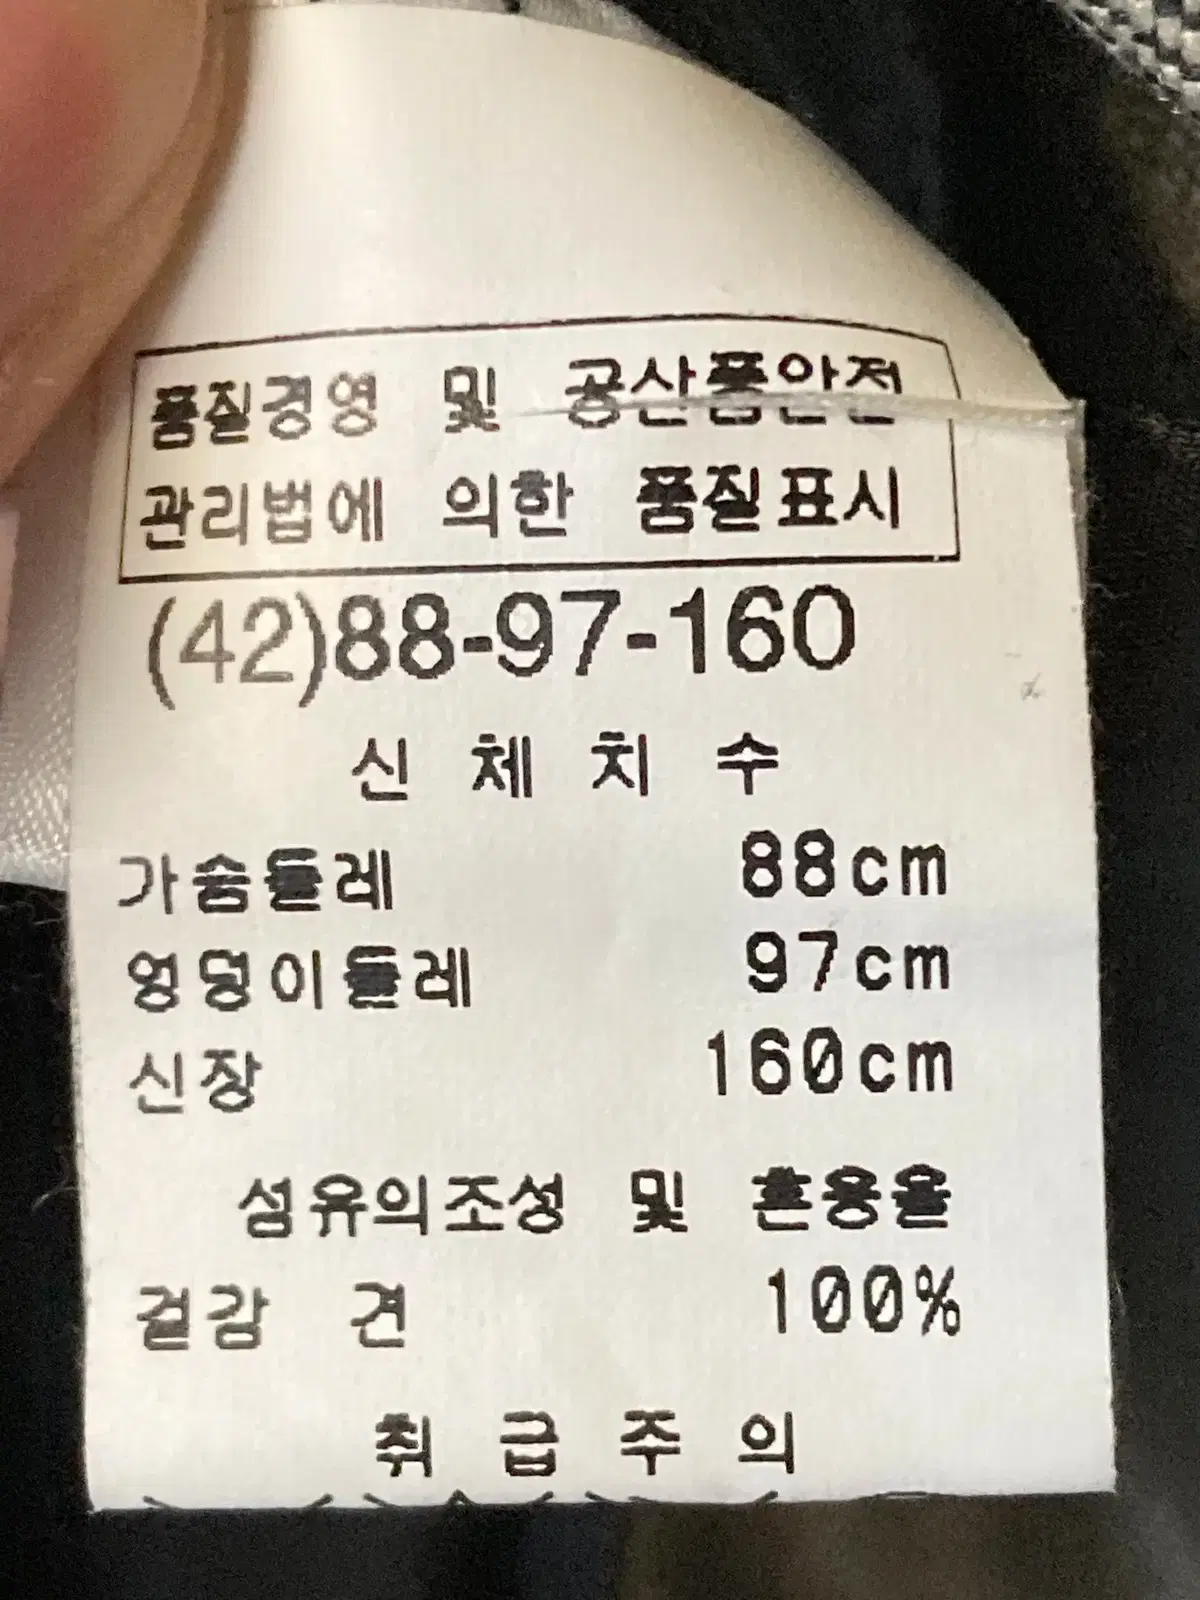 품질경영 및 공산품안전
관리법에 의한 품질표시
(42)88-97-160
신 체 치 수
가슴둘레 88cm
엉덩이둘레 97cm
신장 160cm
섬유의조성 및 혼용율
겉감 견 100%
취 급 주 의